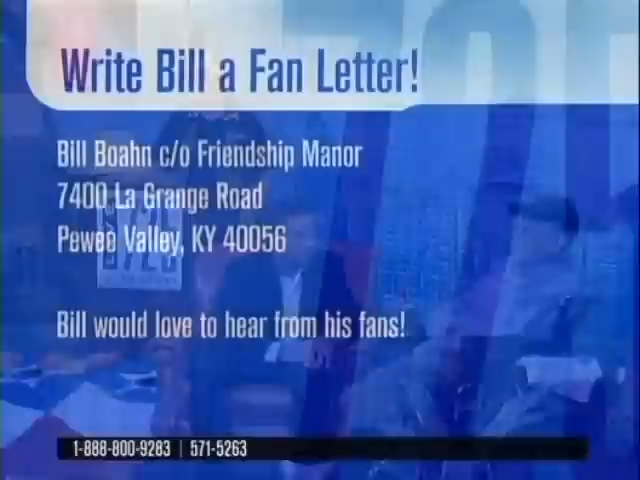 Write Bill a Fan Letter!
Bill Boahn c/o Friendship Manor
7400 La Grange Road
Pewee Valley, KY 40056
Bill would love to hear from his fans!
1-888-800-9283 | 571-5263